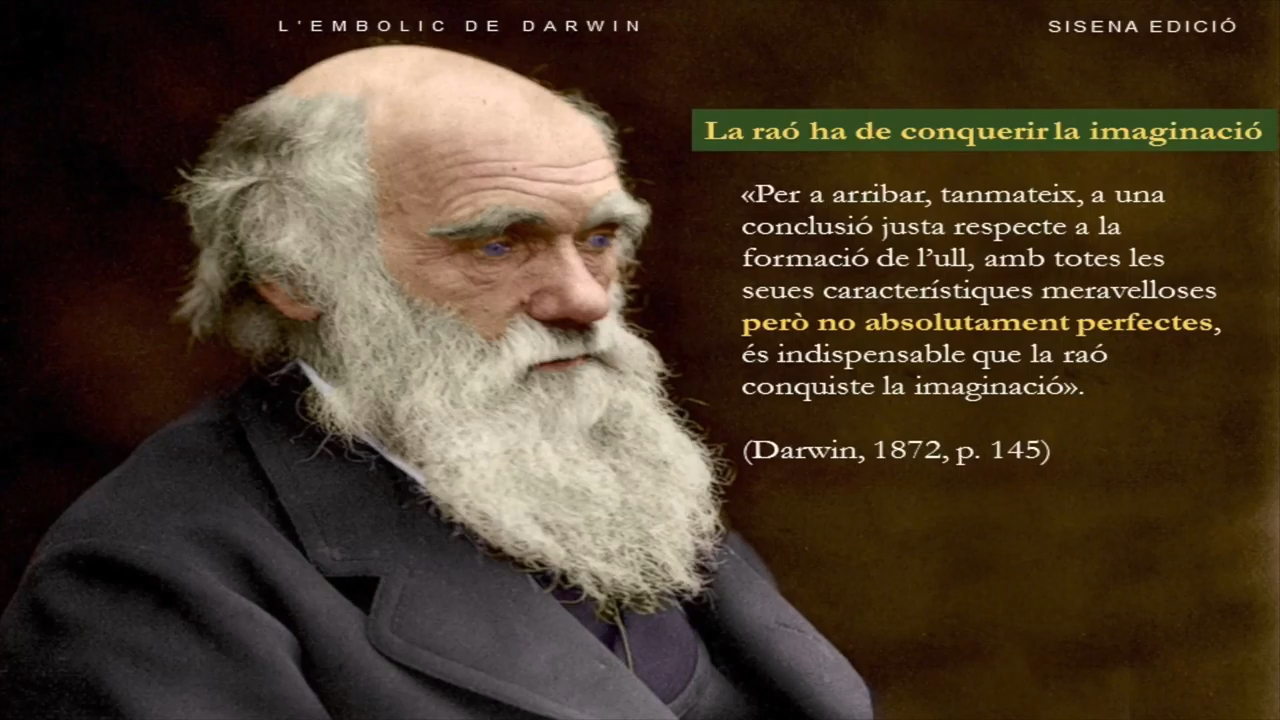 L'EMBOLIC DE DARWIN
SISENA EDICIÓ
La raó ha de conquerir la imaginació
«Per a arribar, tanmateix, a una
conclusió justa respecte a la
formació de l’ull, amb totes les
seues característiques meravelloses
però no absolutament perfectes,
és indispensable que la raó
conquiste la imaginació».
(Darwin, 1872, p. 145)